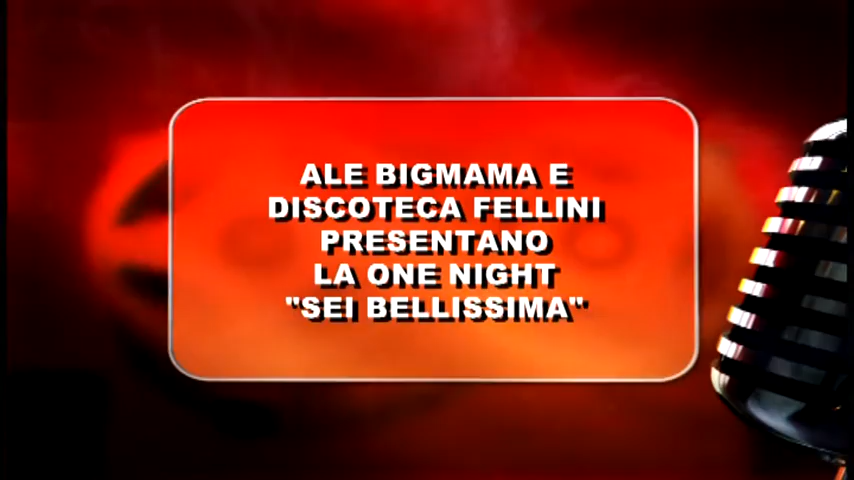 ALE BIGMAMA E
DISCOTECA FELLINI
PRESENTANO
LA ONE NIGHT
"SEI BELLISSIMA"